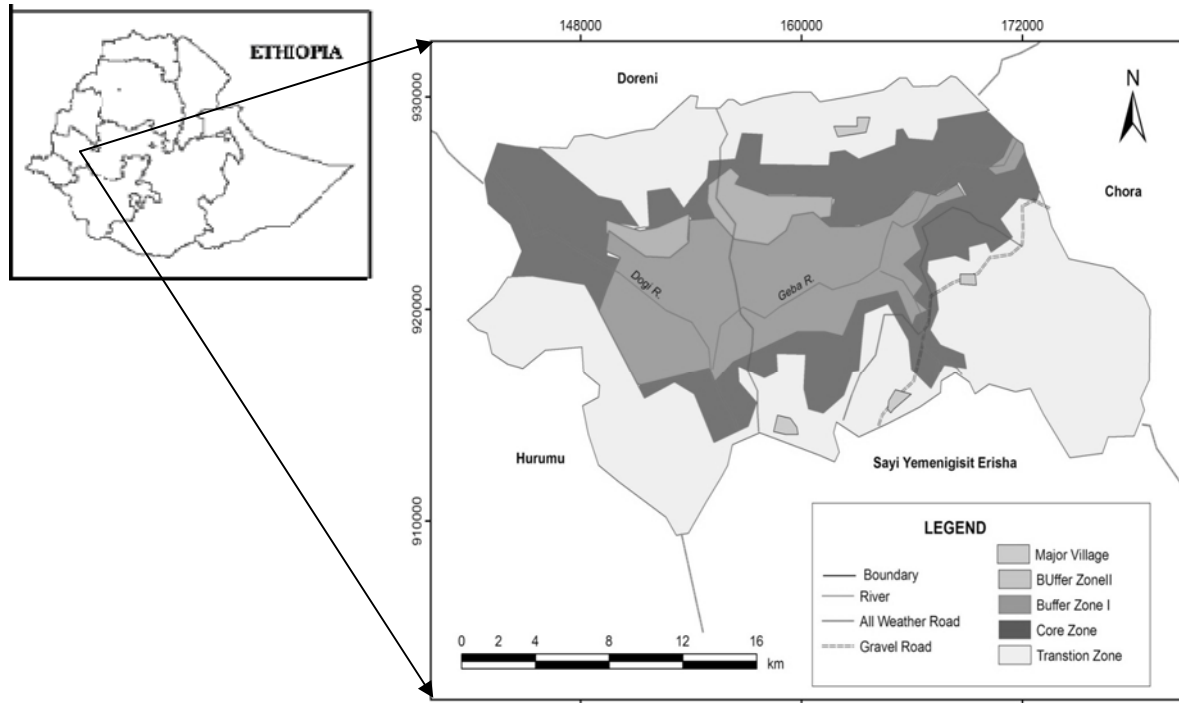 ETHIOPIA
148000 160000 172000
930000
920000
910000
N
Doreni
Chora
Dogi R.
Geba R.
Hurumu
Sayi Yemenigisit Erisha
0 2 4 8 12 16
km
LEGEND
Boundary
River
All Weather Road
Gravel Road
Major Village
BUffer ZoneII
Buffer Zone I
Core Zone
Transtion Zone